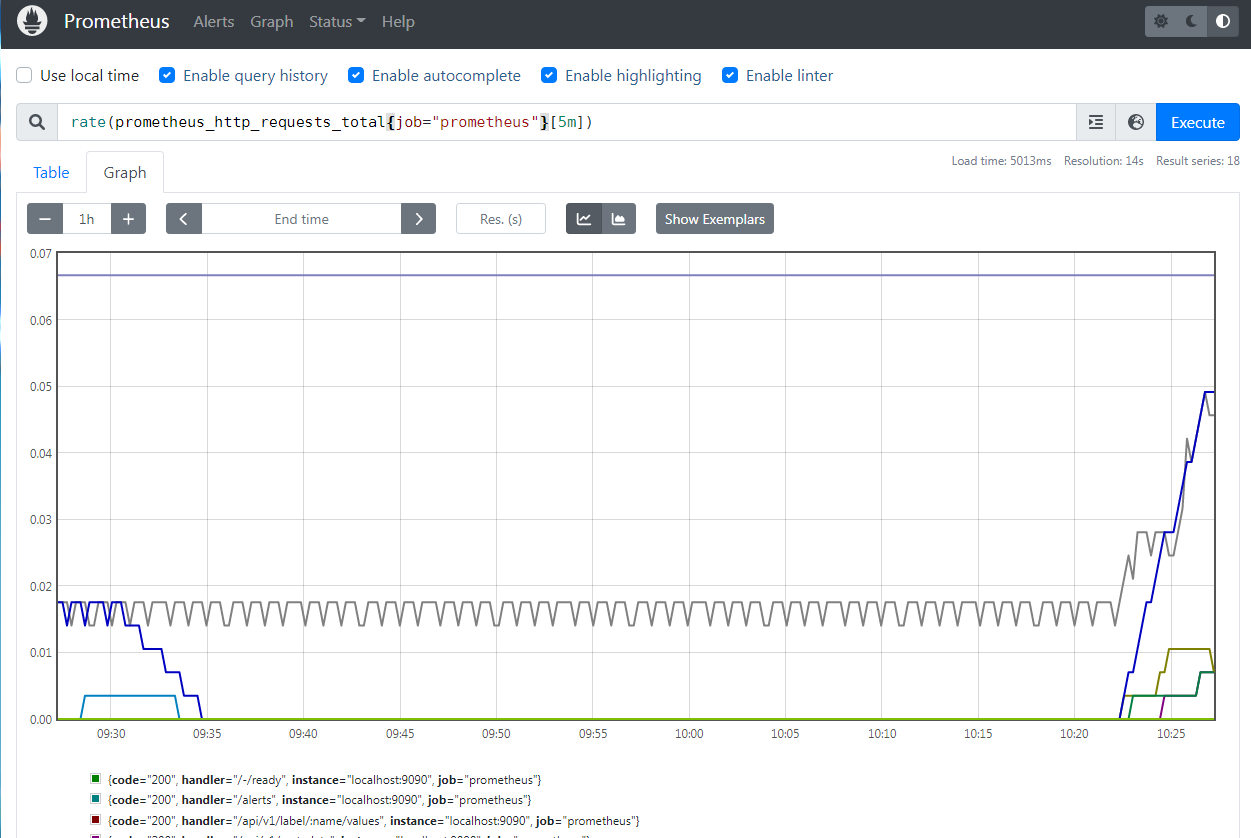 Prometheus Alerts Graph Status Help
Use local time Enable query history Enable autocomplete Enable highlighting Enable linter
rate(prometheus_http_requests_total{job="prometheus"}[5m]) Execute
Load time: 5013ms Resolution: 14s Result series: 18
Table Graph
1h End time Res. (s) Show Exemplars
0.07
0.06
0.05
0.04
0.03
0.02
0.01
0.00
09:30 09:35 09:40 09:45 09:50 09:55 10:00 10:05 10:10 10:15 10:20 10:25
{code="200", handler="/-/ready", instance="localhost:9090", job="prometheus"}
{code="200", handler="/alerts", instance="localhost:9090", job="prometheus"}
{code="200", handler="/api/v1/label/:name/values", instance="localhost:9090", job="prometheus"}